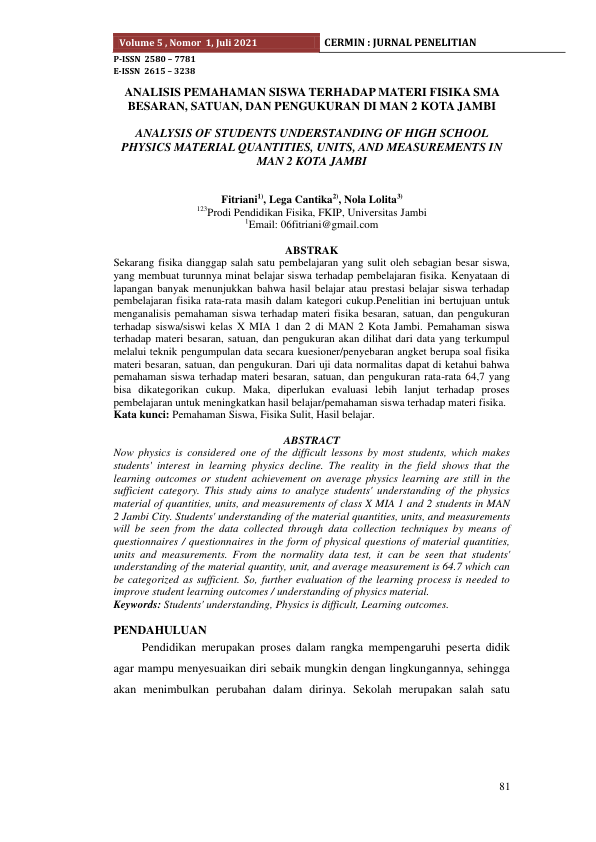 Volume 5 , Nomor 1, Juli 2021 CERMIN : JURNAL PENELITIAN
P-ISSN 2580 – 7781
E-ISSN 2615 – 3238
ANALISIS PEMAHAMAN SISWA TERHADAP MATERI FISIKA SMA
BESARAN, SATUAN, DAN PENGUKURAN DI MAN 2 KOTA JAMBI
ANALYSIS OF STUDENTS UNDERSTANDING OF HIGH SCHOOL
PHYSICS MATERIAL QUANTITIES, UNITS, AND MEASUREMENTS IN
MAN 2 KOTA JAMBI
Fitriani1), Lega Cantika2), Nola Lolita3)
123Prodi Pendidikan Fisika, FKIP, Universitas Jambi
1Email: 06fitriani@gmail.com
ABSTRAK
Sekarang fisika dianggap salah satu pembelajaran yang sulit oleh sebagian besar siswa,
yang membuat turunnya minat belajar siswa terhadap pembelajaran fisika. Kenyataan di
lapangan banyak menunjukkan bahwa hasil belajar atau prestasi belajar siswa terhadap
pembelajaran fisika rata-rata masih dalam kategori cukup.Penelitian ini bertujuan untuk
menganalisis pemahaman siswa terhadap materi fisika besaran, satuan, dan pengukuran
terhadap siswa/siswi kelas X MIA 1 dan 2 di MAN 2 Kota Jambi. Pemahaman siswa
terhadap materi besaran, satuan, dan pengukuran akan dilihat dari data yang terkumpul
melalui teknik pengumpulan data secara kuesioner/penyebaran angket berupa soal fisika
materi besaran, satuan, dan pengukuran. Dari uji data normalitas dapat di ketahui bahwa
pemahaman siswa terhadap materi besaran, satuan, dan pengukuran rata-rata 64,7 yang
bisa dikategorikan cukup. Maka, diperlukan evaluasi lebih lanjut terhadap proses
pembelajaran untuk meningkatkan hasil belajar/pemahaman siswa terhadap materi fisika.
Kata kunci: Pemahaman Siswa, Fisika Sulit, Hasil belajar.
ABSTRACT
Now physics is considered one of the difficult lessons by most students, which makes
students' interest in learning physics decline. The reality in the field shows that the
learning outcomes or student achievement on average physics learning are still in the
sufficient category. This study aims to analyze students' understanding of the physics
material of quantities, units, and measurements of class X MIA 1 and 2 students in MAN
2 Jambi City. Students' understanding of the material quantities, units, and measurements
will be seen from the data collected through data collection techniques by means of
questionnaires / questionnaires in the form of physical questions of material quantities,
units and measurements. From the normality data test, it can be seen that students'
understanding of the material quantity, unit, and average measurement is 64.7 which can
be categorized as sufficient. So, further evaluation of the learning process is needed to
improve student learning outcomes / understanding of physics material.
Keywords: Students' understanding, Physics is difficult, Learning outcomes.
PENDAHULUAN
Pendidikan merupakan proses dalam rangka mempengaruhi peserta didik
agar mampu menyesuaikan diri sebaik mungkin dengan lingkungannya, sehingga
akan menimbulkan perubahan dalam dirinya. Sekolah merupakan salah satu
81